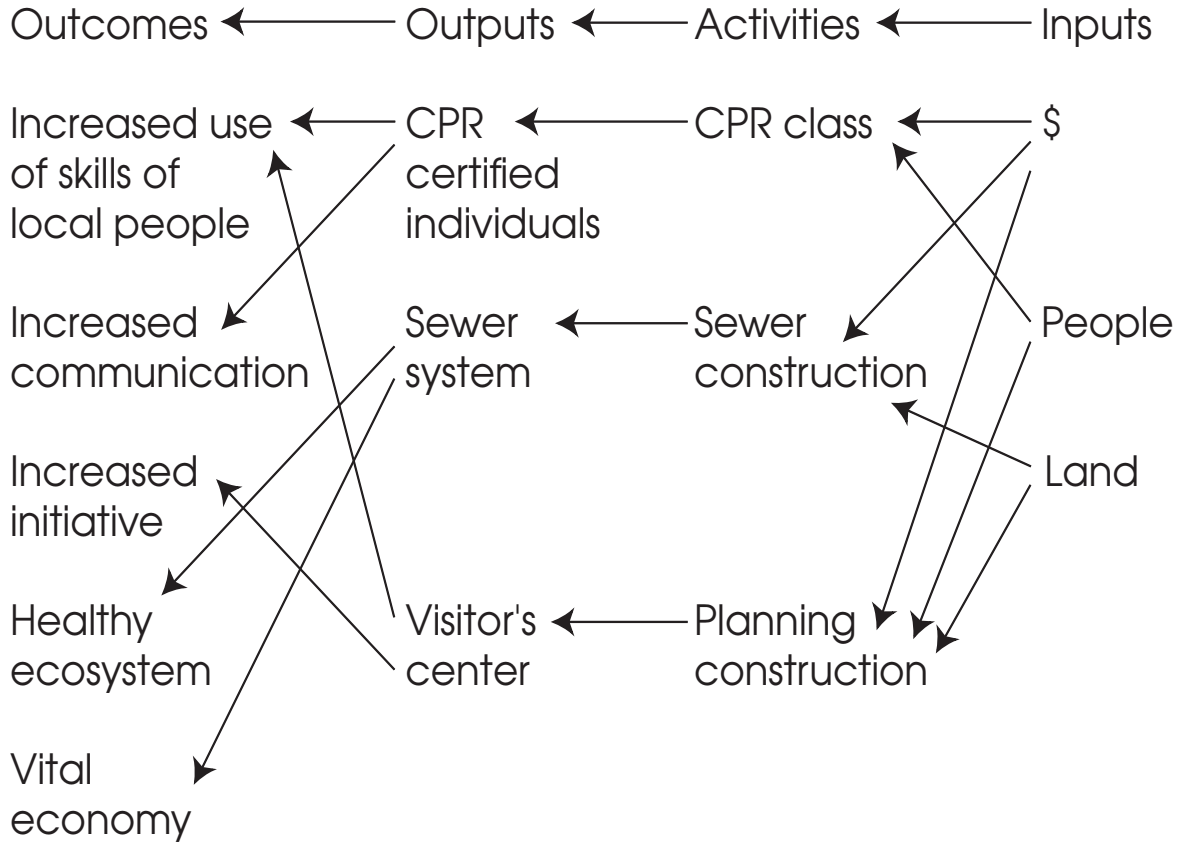 Outcomes Outputs Activities Inputs
Increased use
of skills of
local people
CPR
certified
individuals
CPR class
$
Increased
communication
Sewer
system
Sewer
construction
People
Increased
initiative
Land
Healthy
ecosystem
Visitor's
center
Planning
construction
Vital
economy